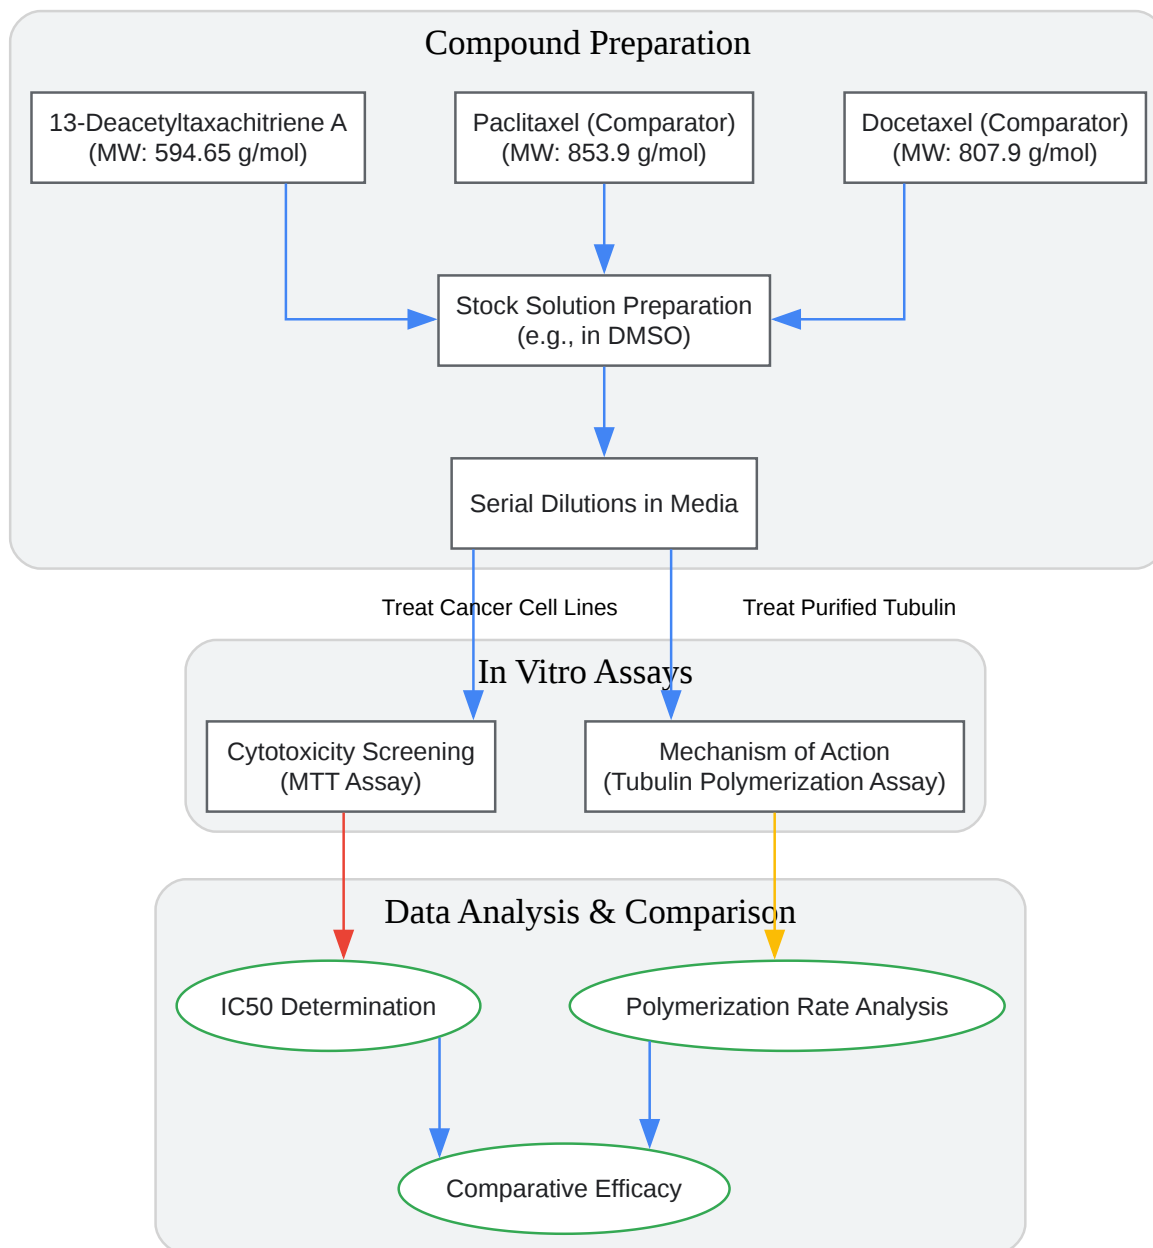 Compound Preparation
13-Deacetyltaxachitriene A
(MW: 594.65 g/mol)
Paclitaxel (Comparator)
(MW: 853.9 g/mol)
Docetaxel (Comparator)
(MW: 807.9 g/mol)
Stock Solution Preparation
(e.g., in DMSO)
Serial Dilutions in Media
Treat Cancer Cell Lines
Treat Purified Tubulin
In Vitro Assays
Cytotoxicity Screening
(MTT Assay)
Mechanism of Action
(Tubulin Polymerization Assay)
Data Analysis & Comparison
IC50 Determination
Polymerization Rate Analysis
Comparative Efficacy